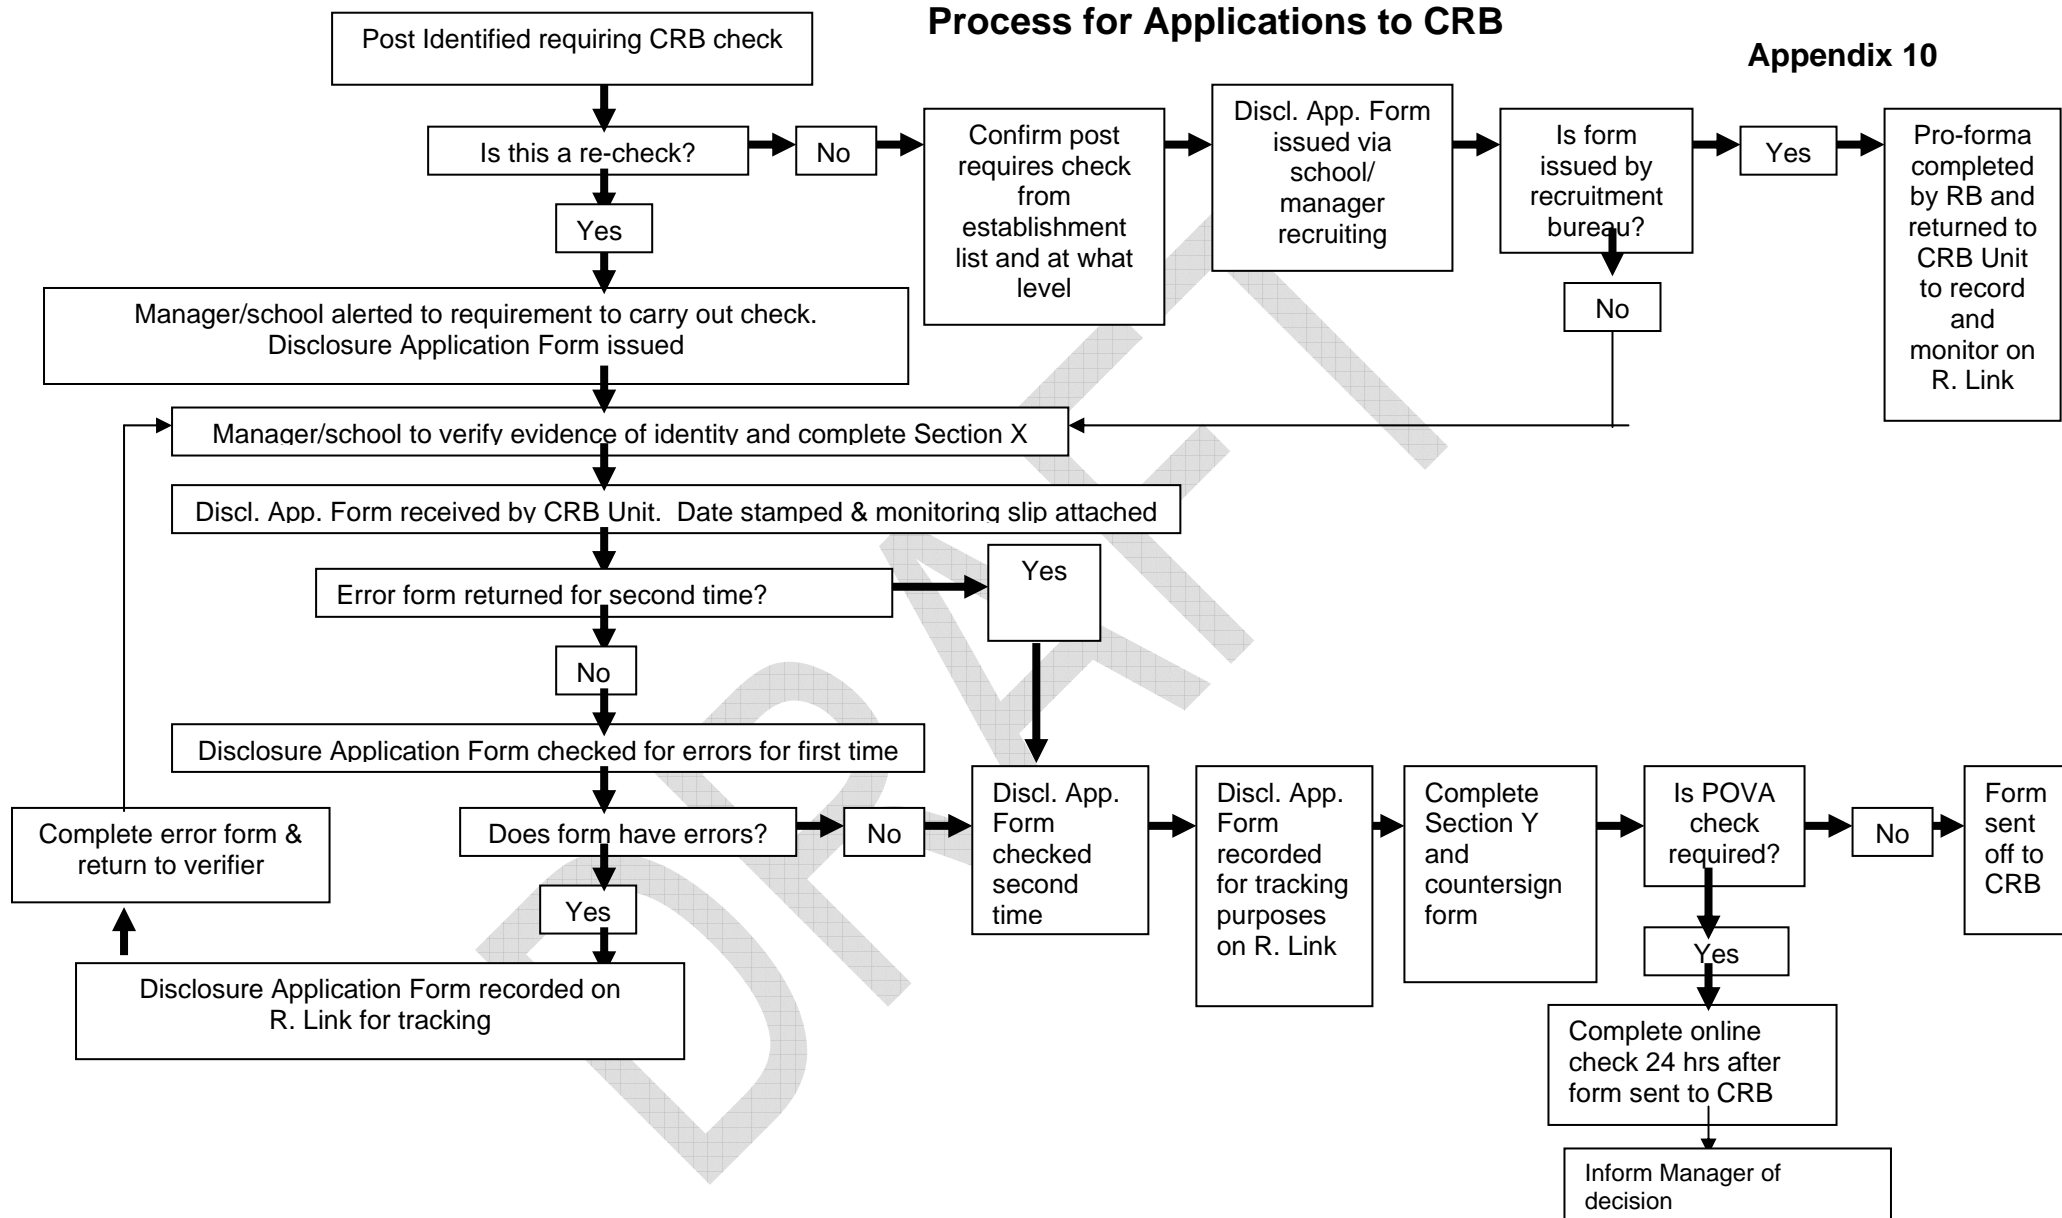 Process for Applications to CRB
Appendix 10
Post Identified requiring CRB check
Is this a re-check?
No
Confirm post
requires check
from
establishment
list and at what
level
Discl. App. Form
issued via
school/
manager
recruiting
Is form
issued by
recruitment
bureau?
Yes
Pro-forma
completed
by RB and
returned to
CRB Unit
to record
and
monitor on
R. Link
No
Yes
Manager/school alerted to requirement to carry out check.
Disclosure Application Form issued
Manager/school to verify evidence of identity and complete Section X
Discl. App. Form received by CRB Unit. Date stamped & monitoring slip attached
Error form returned for second time?
Yes
No
Disclosure Application Form checked for errors for first time
Does form have errors?
No
Yes
Disclosure Application Form recorded on
R. Link for tracking
Complete error form &
return to verifier
Discl. App.
Form
checked
second
time
Discl. App.
Form
recorded
for tracking
purposes
on R. Link
Complete
Section Y
and
countersign
form
Is POVA
check
required?
No
Form
sent
off to
CRB
Yes
Complete online
check 24 hrs after
form sent to CRB
Inform Manager of
decision
DRAFT